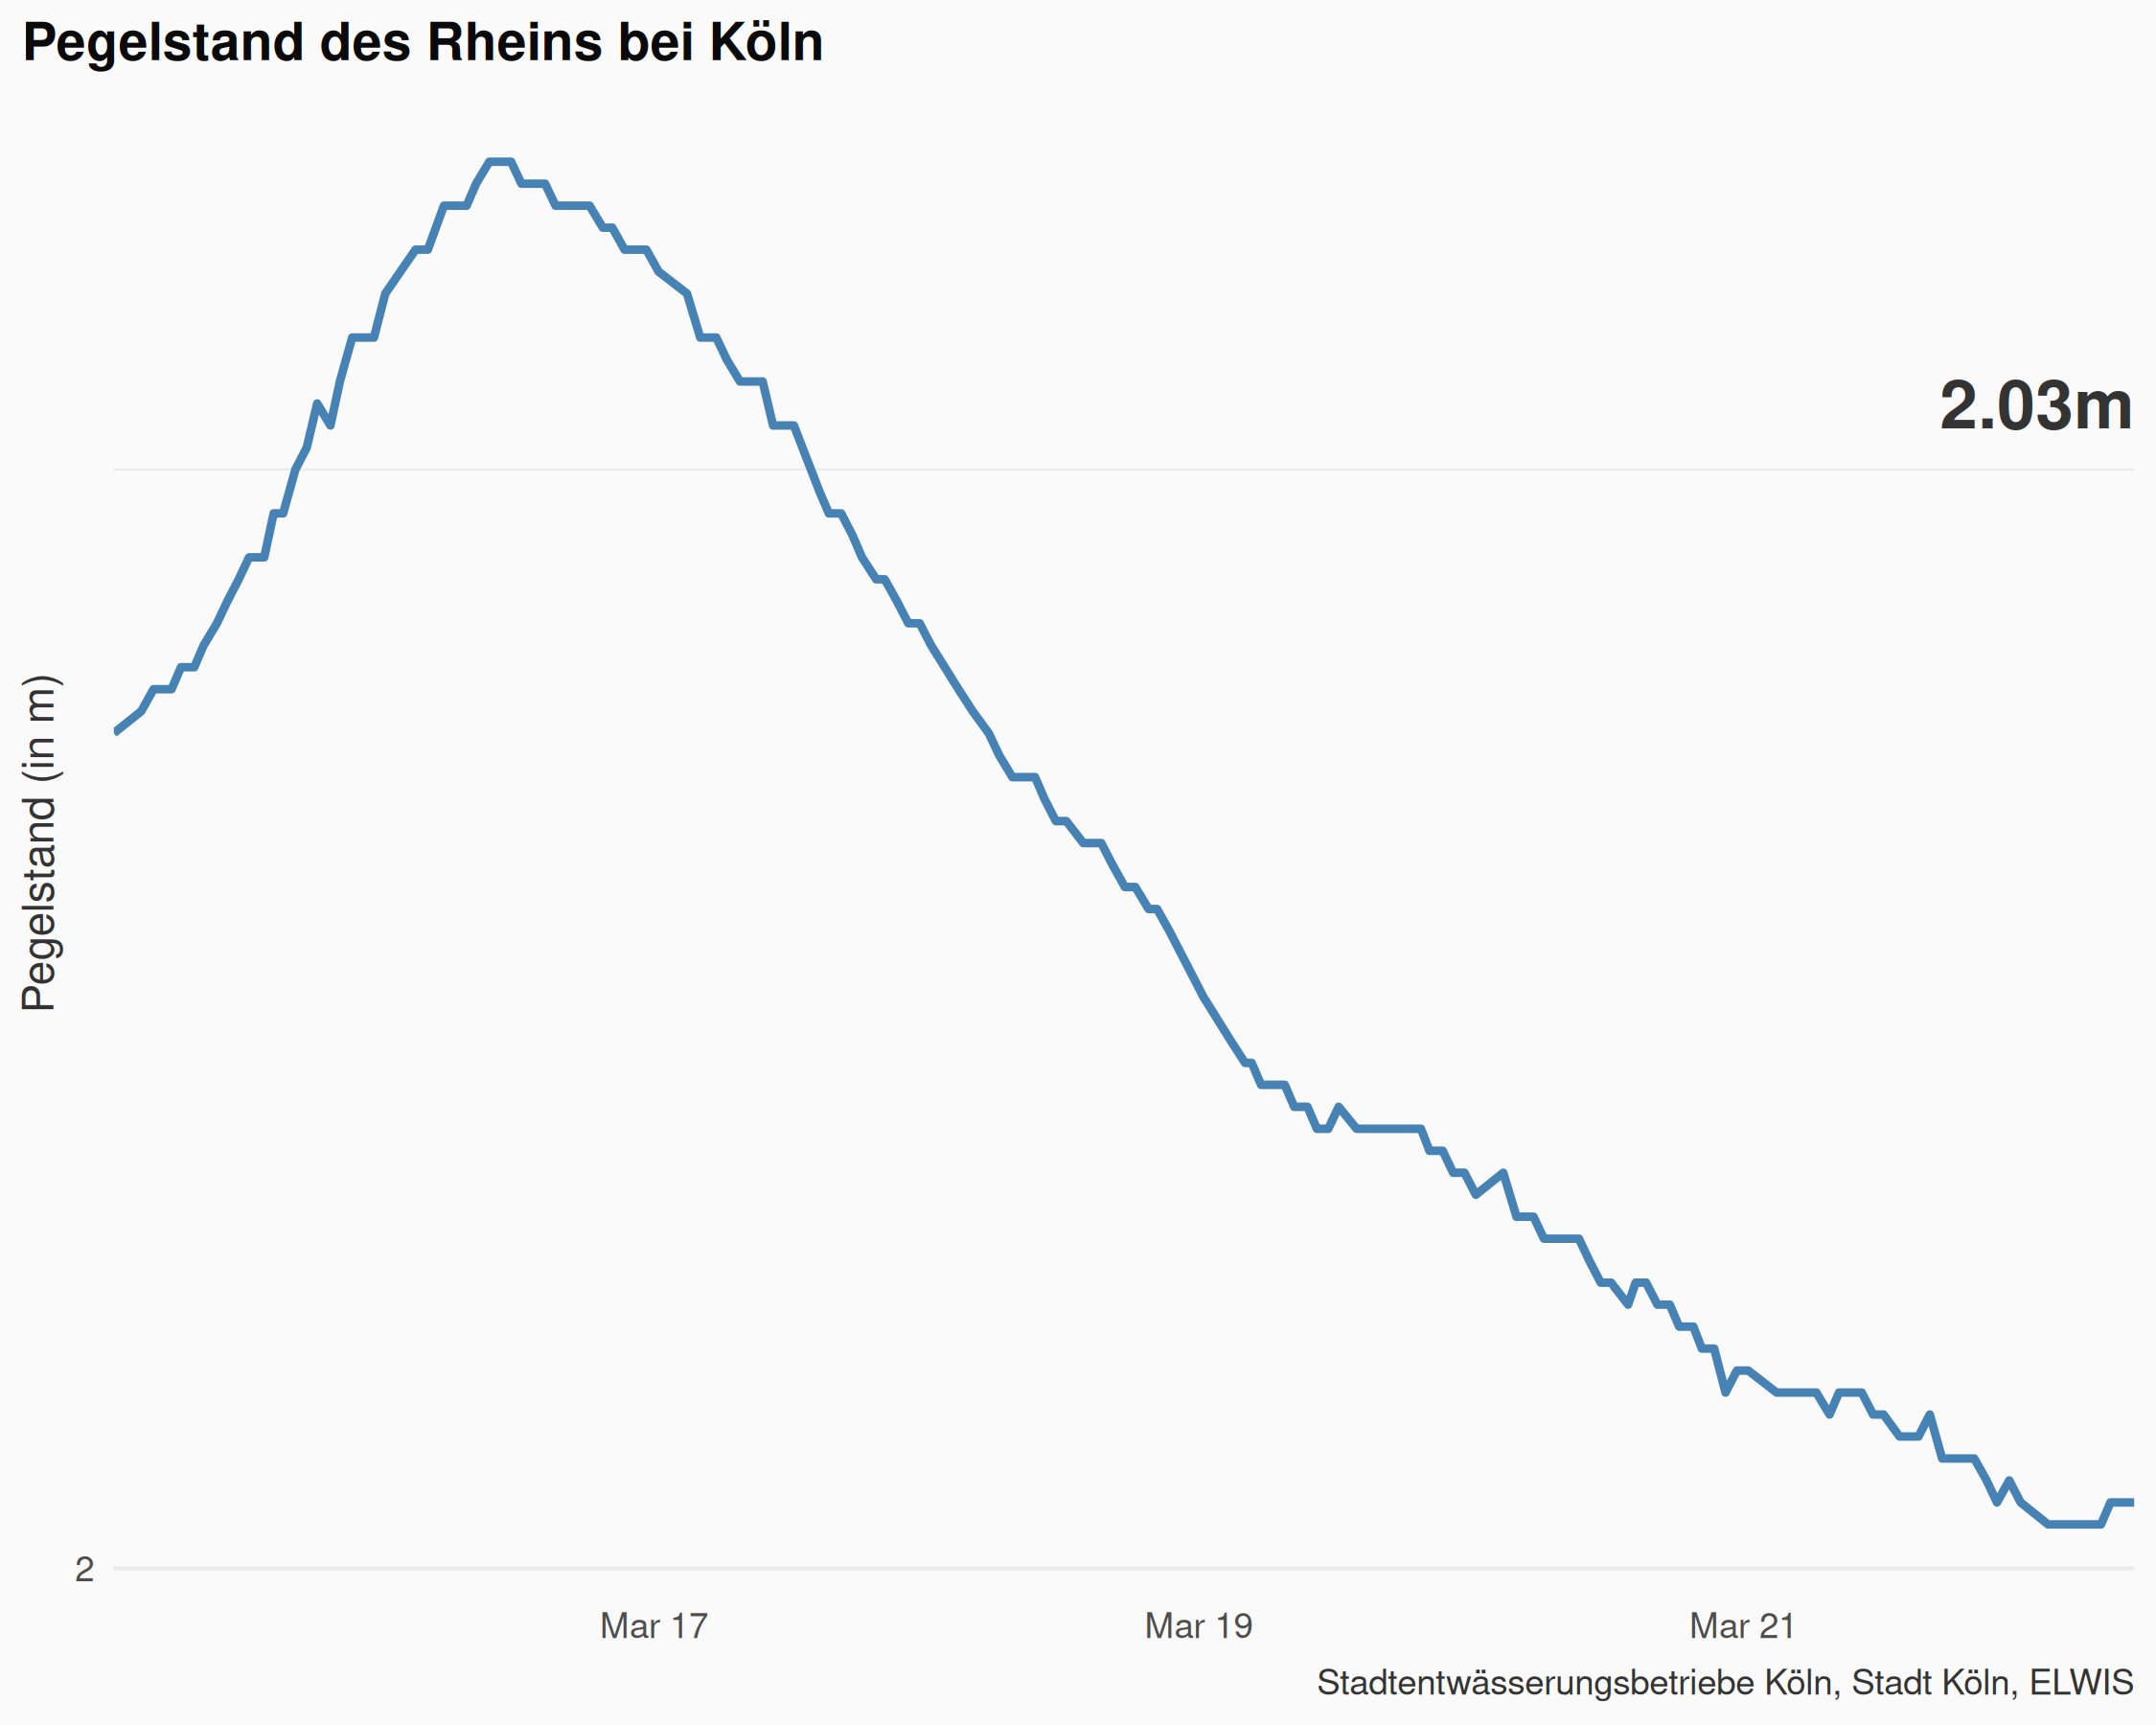 Pegelstand des Rheins bei Köln
2.03m
Pegelstand (in m)
2
Mar 17
Mar 19
Mar 21
Stadtentwässerungsbetriebe Köln, Stadt Köln, ELWIS